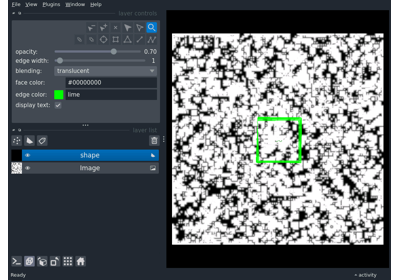 File View Plugins Window Help
layer controls
opacity: 0.70
edge width: 1
blending: translucent
face color: #00000000
edge color: lime
display text:
layer list
shape
Image
Ready
activity